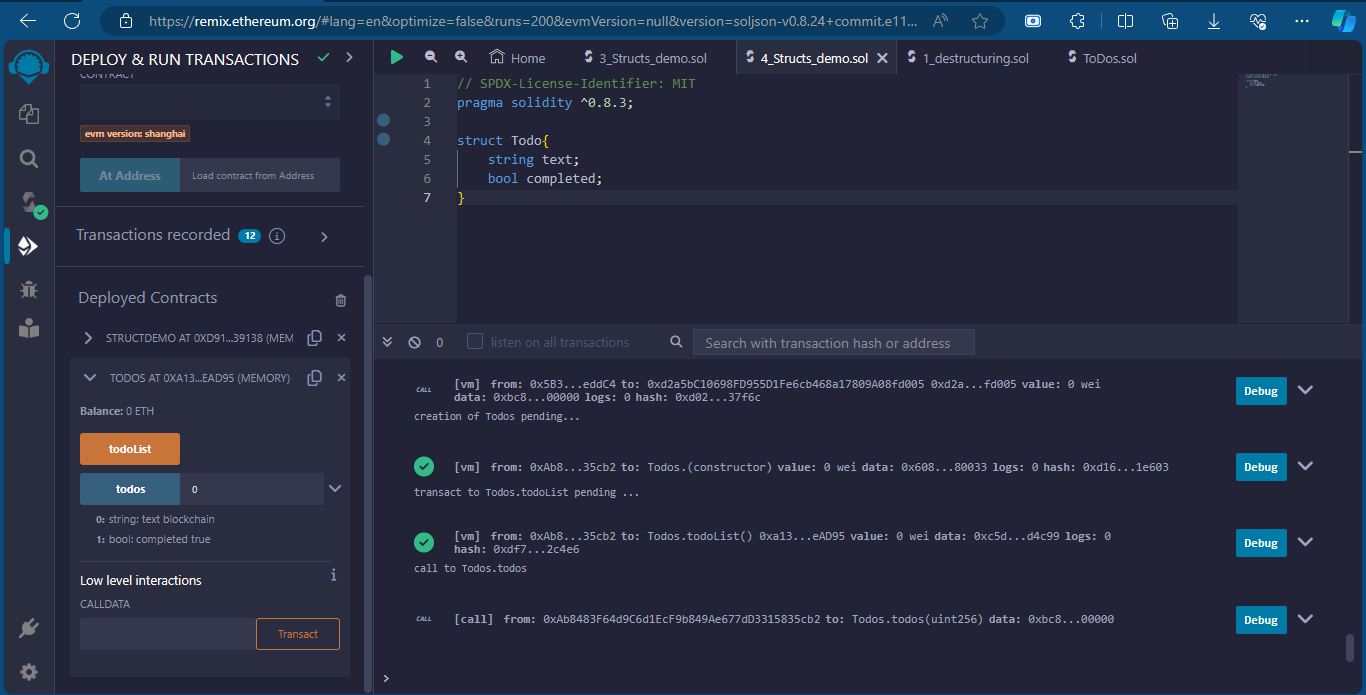 https://remix.ethereum.org/#lang=en&optimize=false&runs=200&evmVersion=null&version=soljson-v0.8.24+commit.e11...
DEPLOY & RUN TRANSACTIONS
CONTRACT
evm version: shanghai
At Address
Load contract from Address
Transactions recorded 12 i
Deployed Contracts
STRUCTDEMO AT 0XD91...39138 (MEM
TODOS AT 0XA13...EAD95 (MEMORY)
Balance: 0 ETH
todoList
todos
0
0: string: text blockchain
1: bool: completed true
Low level interactions
i
CALLDATA
Transact
Home
3_Structs_demo.sol
4_Structs_demo.sol
1_destructuring.sol
ToDos.sol
1 // SPDX-License-Identifier: MIT
2 pragma solidity ^0.8.3;
3
4 struct Todo{
5 string text;
6 bool completed;
7 }
0
listen on all transactions
Search with transaction hash or address
CALL [vm] from: 0x5B3...eddC4 to: 0xd2a5bC10698FD955D1Fe6cb468a17809A08fd005 0xd2a...fd005 value: 0 wei
data: 0xbc8...00000 logs: 0 hash: 0xd02...37f6c
Debug
creation of Todos pending...
[vm] from: 0xAb8...35cb2 to: Todos.(constructor) value: 0 wei data: 0x608...80033 logs: 0 hash: 0xd16...1e603
Debug
transact to Todos.todoList pending ...
[vm] from: 0xAb8...35cb2 to: Todos.todoList() 0xa13...eAD95 value: 0 wei data: 0xc5d...d4c99 logs: 0
hash: 0xdf7...2c4e6
Debug
call to Todos.todos
CALL [call] from: 0xAb8483F64d9C6d1EcF9b849Ae677dD3315835cb2 to: Todos.todos(uint256) data: 0xbc8...00000
Debug
>